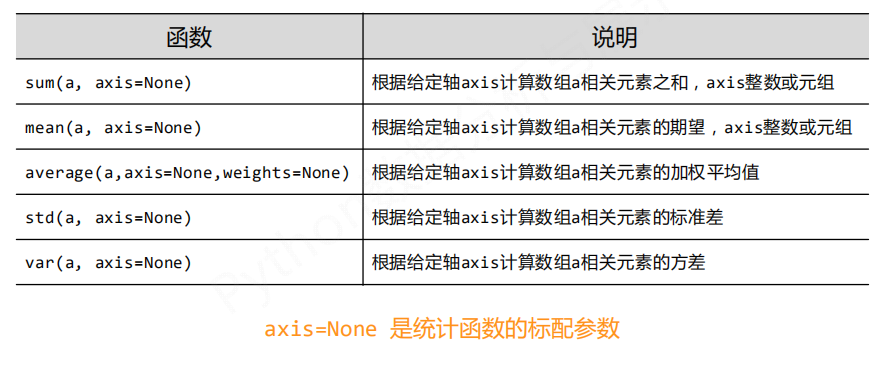 函数 说明
sum(a, axis=None) 根据给定轴axis计算数组a相关元素之和，axis整数或元组
mean(a, axis=None) 根据给定轴axis计算数组a相关元素的期望，axis整数或元组
average(a,axis=None,weights=None) 根据给定轴axis计算数组a相关元素的加权平均值
std(a, axis=None) 根据给定轴axis计算数组a相关元素的标准差
var(a, axis=None) 根据给定轴axis计算数组a相关元素的方差
axis=None 是统计函数的标配参数